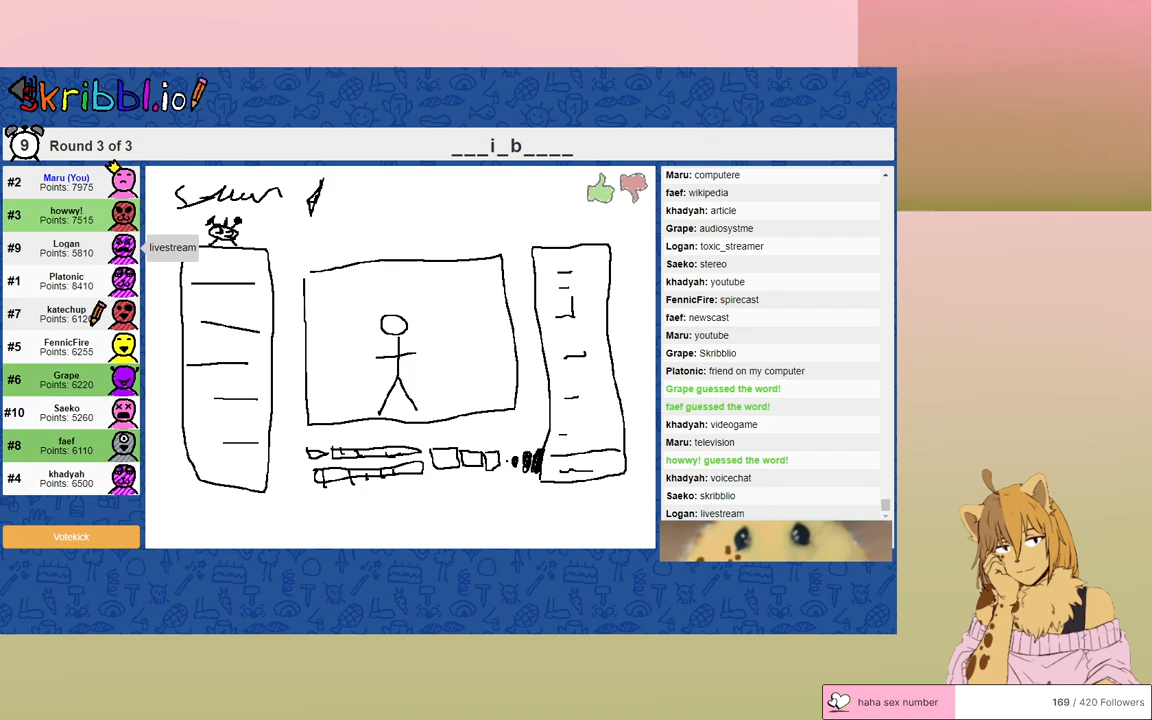 skribbl.io
9 Round 3 of 3
___i_b____
#2 Maru (You)
Points: 7975
#3 howwy!
Points: 7515
#9 Logan
Points: 5810
#1 Platonic
Points: 8410
#7 katechup
Points: 612
#5 FennicFire
Points: 6255
#6 Grape
Points: 6220
#10 Saeko
Points: 5260
#8 faef
Points: 6110
#4 khadyah
Points: 6500
Votekick
livestream
Maru: computere
faef: wikipedia
khadyah: article
Grape: audiosystme
Logan: toxic_streamer
Saeko: stereo
khadyah: youtube
FennicFire: spirecast
faef: newscast
Maru: youtube
Grape: Skribblio
Platonic: friend on my computer
Grape guessed the word!
faef guessed the word!
khadyah: videogame
Maru: television
howwy! guessed the word!
khadyah: voicechat
Saeko: skribblio
Logan: livestream
haha sex number 169 / 420 Followers